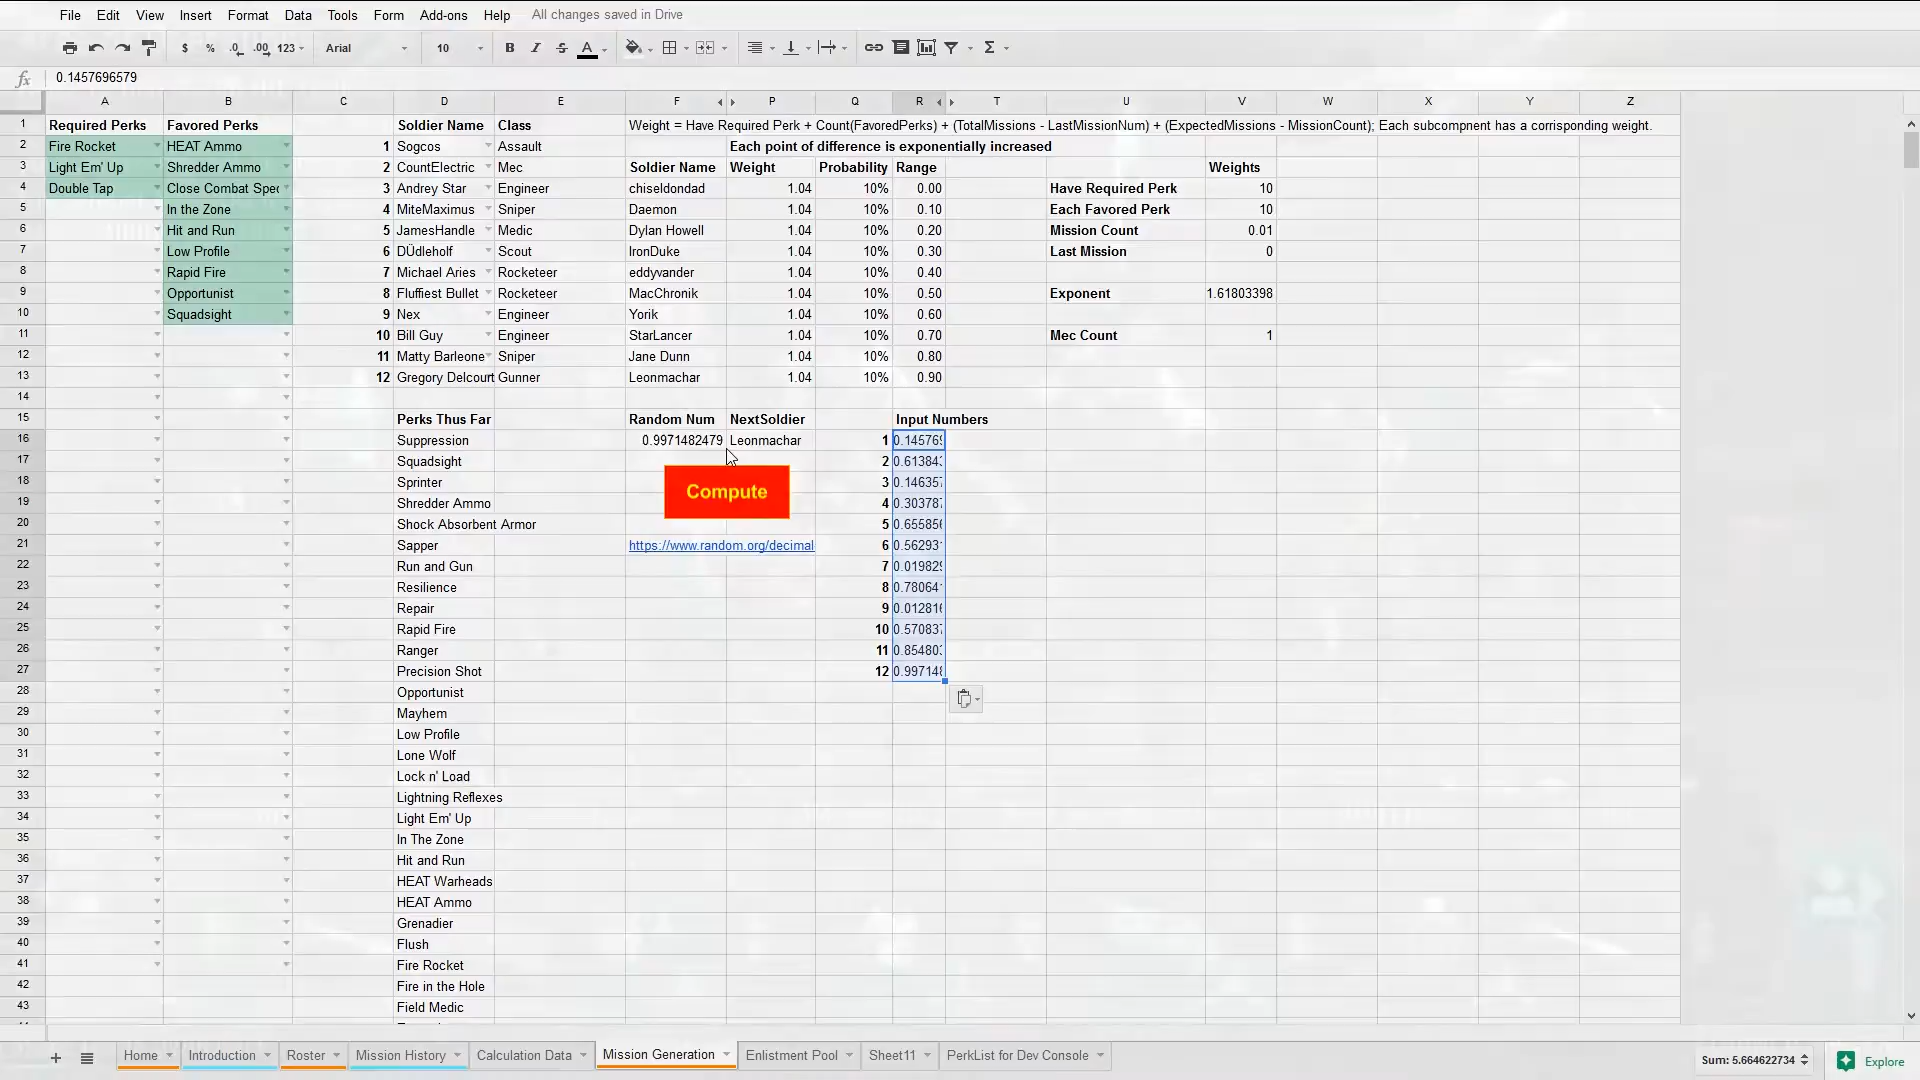 File Edit View Insert Format Data Tools Form Add-ons Help All changes saved in Drive
$ % .0 .00 123 Arial 10 B I S A Σ
fx 0.1457696579
A B C D E F P Q R T U V W X Y Z
1 Required Perks Favored Perks Soldier Name Class Weight = Have Required Perk + Count(FavoredPerks) + (TotalMissions - LastMissionNum) + (ExpectedMissions - MissionCount); Each subcompnent has a corrisponding weight.
2 Fire Rocket HEAT Ammo 1 Sogcos Assault Each point of difference is exponentially increased
3 Light Em' Up Shredder Ammo 2 CountElectric Mec Soldier Name Weight Probability Range Weights
4 Double Tap Close Combat Spec 3 Andrey Star Engineer chiseldondad 1.04 10% 0.00 Have Required Perk 10
5 In the Zone 4 MiteMaximus Sniper Daemon 1.04 10% 0.10 Each Favored Perk 10
6 Hit and Run 5 JamesHandle Medic Dylan Howell 1.04 10% 0.20 Mission Count 0.01
7 Low Profile 6 DÜdleholf Scout IronDuke 1.04 10% 0.30 Last Mission 0
8 Rapid Fire 7 Michael Aries Rocketeer eddyvander 1.04 10% 0.40
9 Opportunist 8 Fluffiest Bullet Rocketeer MacChronik 1.04 10% 0.50 Exponent 1.61803398
10 Squadsight 9 Nex Engineer Yorik 1.04 10% 0.60
11 10 Bill Guy Engineer StarLancer 1.04 10% 0.70 Mec Count 1
12 11 Matty Barleone Sniper Jane Dunn 1.04 10% 0.80
13 12 Gregory Delcourt Gunner Leonmachar 1.04 10% 0.90
14
15 Perks Thus Far Random Num NextSoldier Input Numbers
16 Suppression 0.9971482479 Leonmachar 1 0.145769
17 Squadsight 2 0.61384
18 Sprinter Compute 3 0.14635
19 Shredder Ammo 4 0.30378
20 Shock Absorbent Armor 5 0.65585
21 Sapper https://www.random.org/decimal 6 0.56293
22 Run and Gun 7 0.01982
23 Resilience 8 0.78064
24 Repair 9 0.01281
25 Rapid Fire 10 0.57083
26 Ranger 11 0.85480
27 Precision Shot 12 0.99714
28 Opportunist
29 Mayhem
30 Low Profile
31 Lone Wolf
32 Lock n' Load
33 Lightning Reflexes
34 Light Em' Up
35 In The Zone
36 Hit and Run
37 HEAT Warheads
38 HEAT Ammo
39 Grenadier
40 Flush
41 Fire Rocket
42 Fire in the Hole
43 Field Medic
Home Introduction Roster Mission History Calculation Data Mission Generation Enlistment Pool Sheet11 PerkList for Dev Console Sum: 5.664622734 Explore